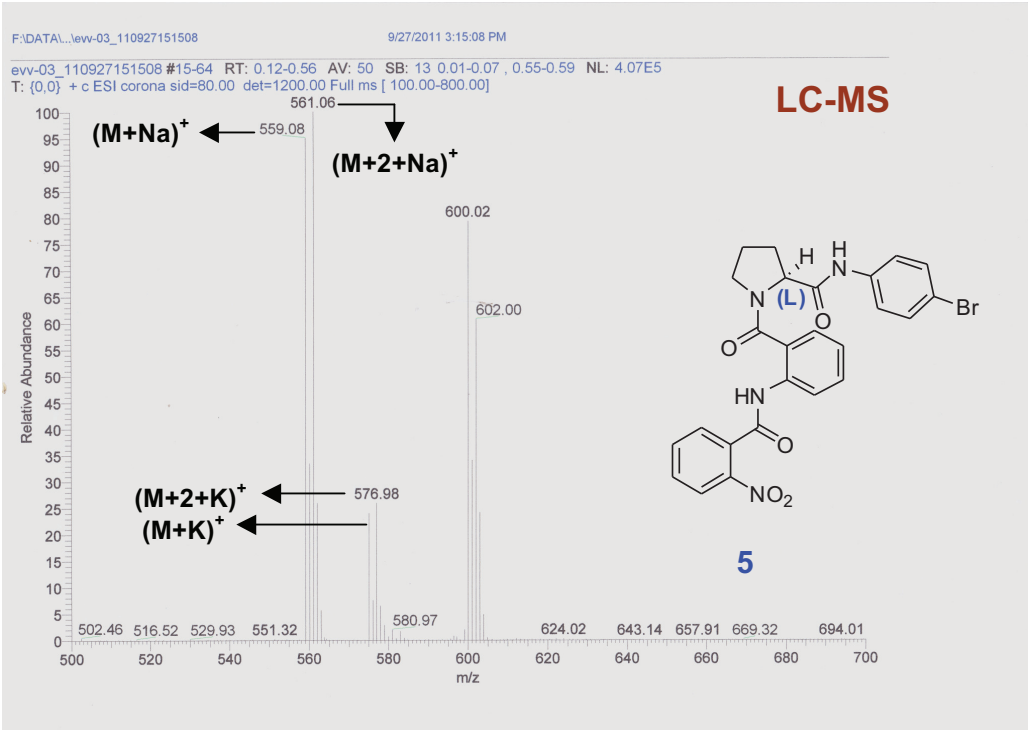 F:\DATA\...\evv-03_110927151508 9/27/2011 3:15:08 PM
evv-03_110927151508 #15-64 RT: 0.12-0.56 AV: 50 SB: 13 0.01-0.07 , 0.55-0.59 NL: 4.07E5
T: {0,0} + c ESI corona sid=80.00 det=1200.00 Full ms [ 100.00-800.00]
LC-MS
561.06
559.08
(M+Na)+
(M+2+Na)+
600.02
602.00
576.98
(M+2+K)+
(M+K)+
580.97
502.46 516.52 529.93 551.32 624.02 643.14 657.91 669.32 694.01
100
95
90
85
80
75
70
65
60
55
50
45
40
35
30
25
20
15
10
5
0
Relative Abundance
500 520 540 560 580 600 620 640 660 680 700
m/z
H
H
N
N
(L)
O
Br
O
HN
O
NO2
5